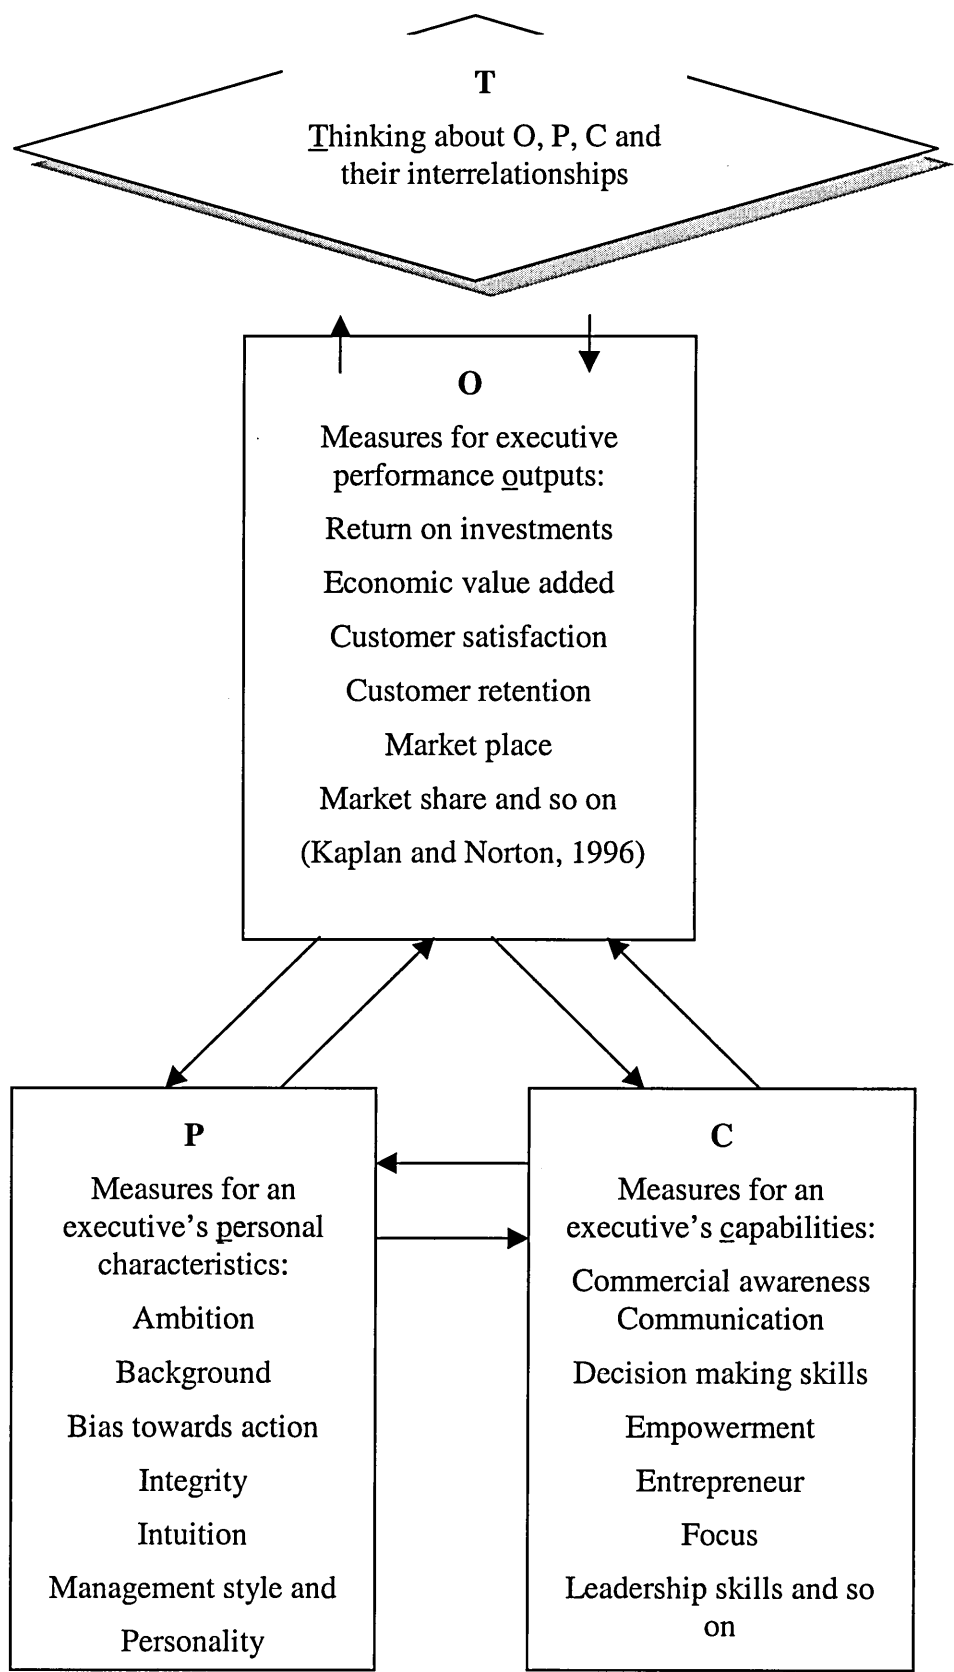 T
Thinking about O, P, C and
their interrelationships
O
Measures for executive
performance outputs:
Return on investments
Economic value added
Customer satisfaction
Customer retention
Market place
Market share and so on
(Kaplan and Norton, 1996)
P
Measures for an
executive's personal
characteristics:
Ambition
Background
Bias towards action
Integrity
Intuition
Management style and
Personality
C
Measures for an
executive's capabilities:
Commercial awareness
Communication
Decision making skills
Empowerment
Entrepreneur
Focus
Leadership skills and so
on